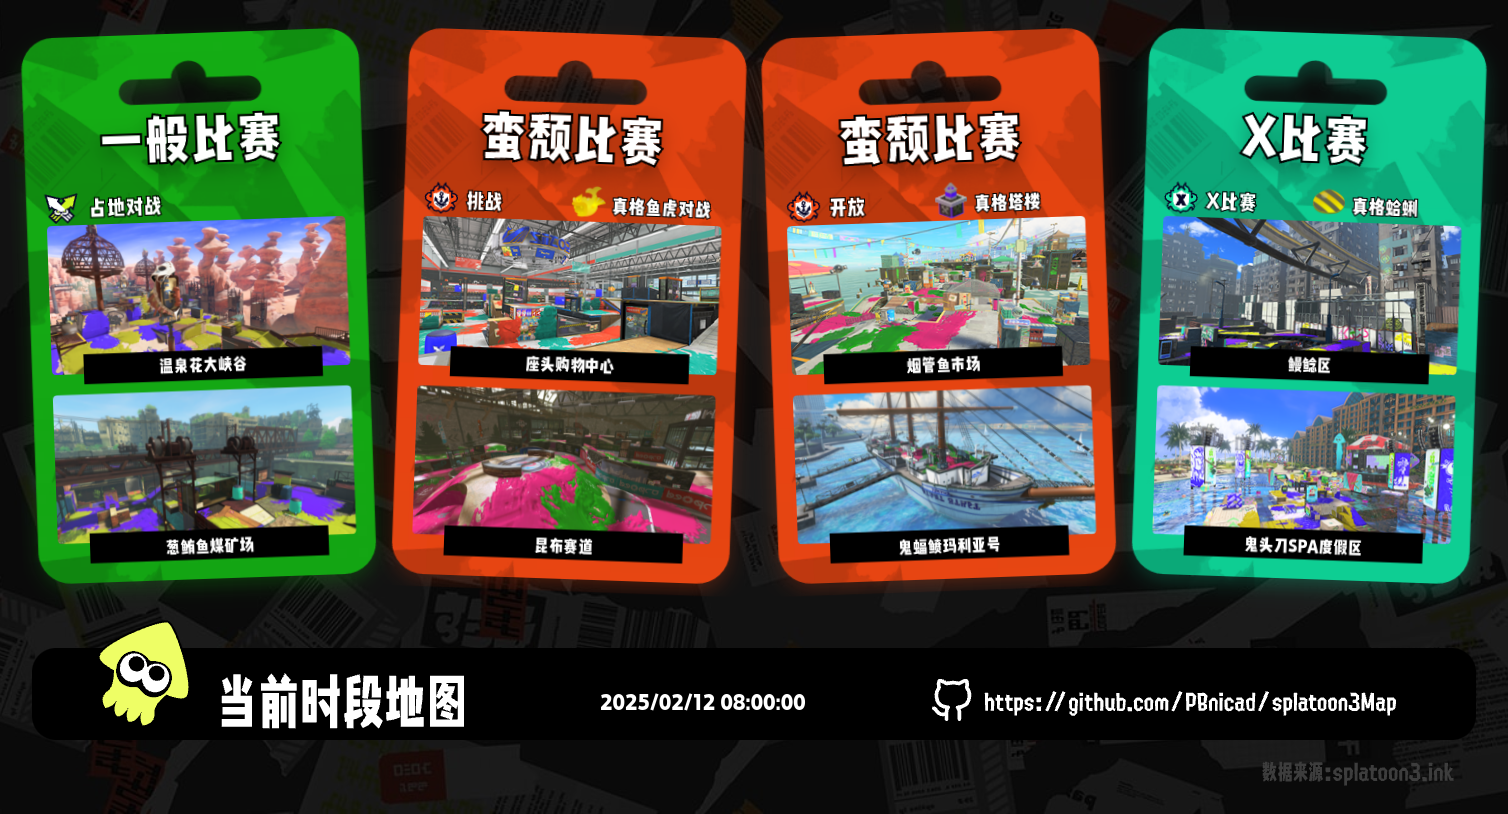 一般比赛
占地对战
温泉花大峡谷
葱鲔鱼煤矿场
蛮颓比赛
挑战
真格鱼虎对战
座头购物中心
昆布赛道
蛮颓比赛
开放
真格塔楼
烟管鱼市场
鬼蝠鲼玛利亚号
X比赛
X比赛
真格蛤蜊
鳗鲶区
鬼头刀SPA度假区
当前时段地图
2025/02/12 08:00:00
https://github.com/PBnicad/splatoon3Map
数据来源:splatoon3.ink